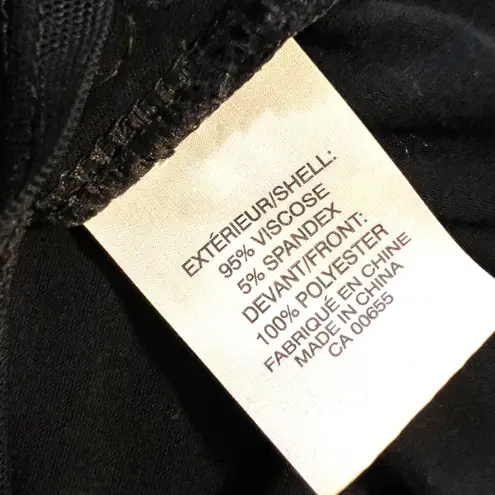 EXTÉRIEUR/SHELL:
95% VISCOSE
5% SPANDEX
DEVANT/FRONT:
100% POLYESTER
FABRIQUÉ EN CHINE
MADE IN CHINA
CA 00655